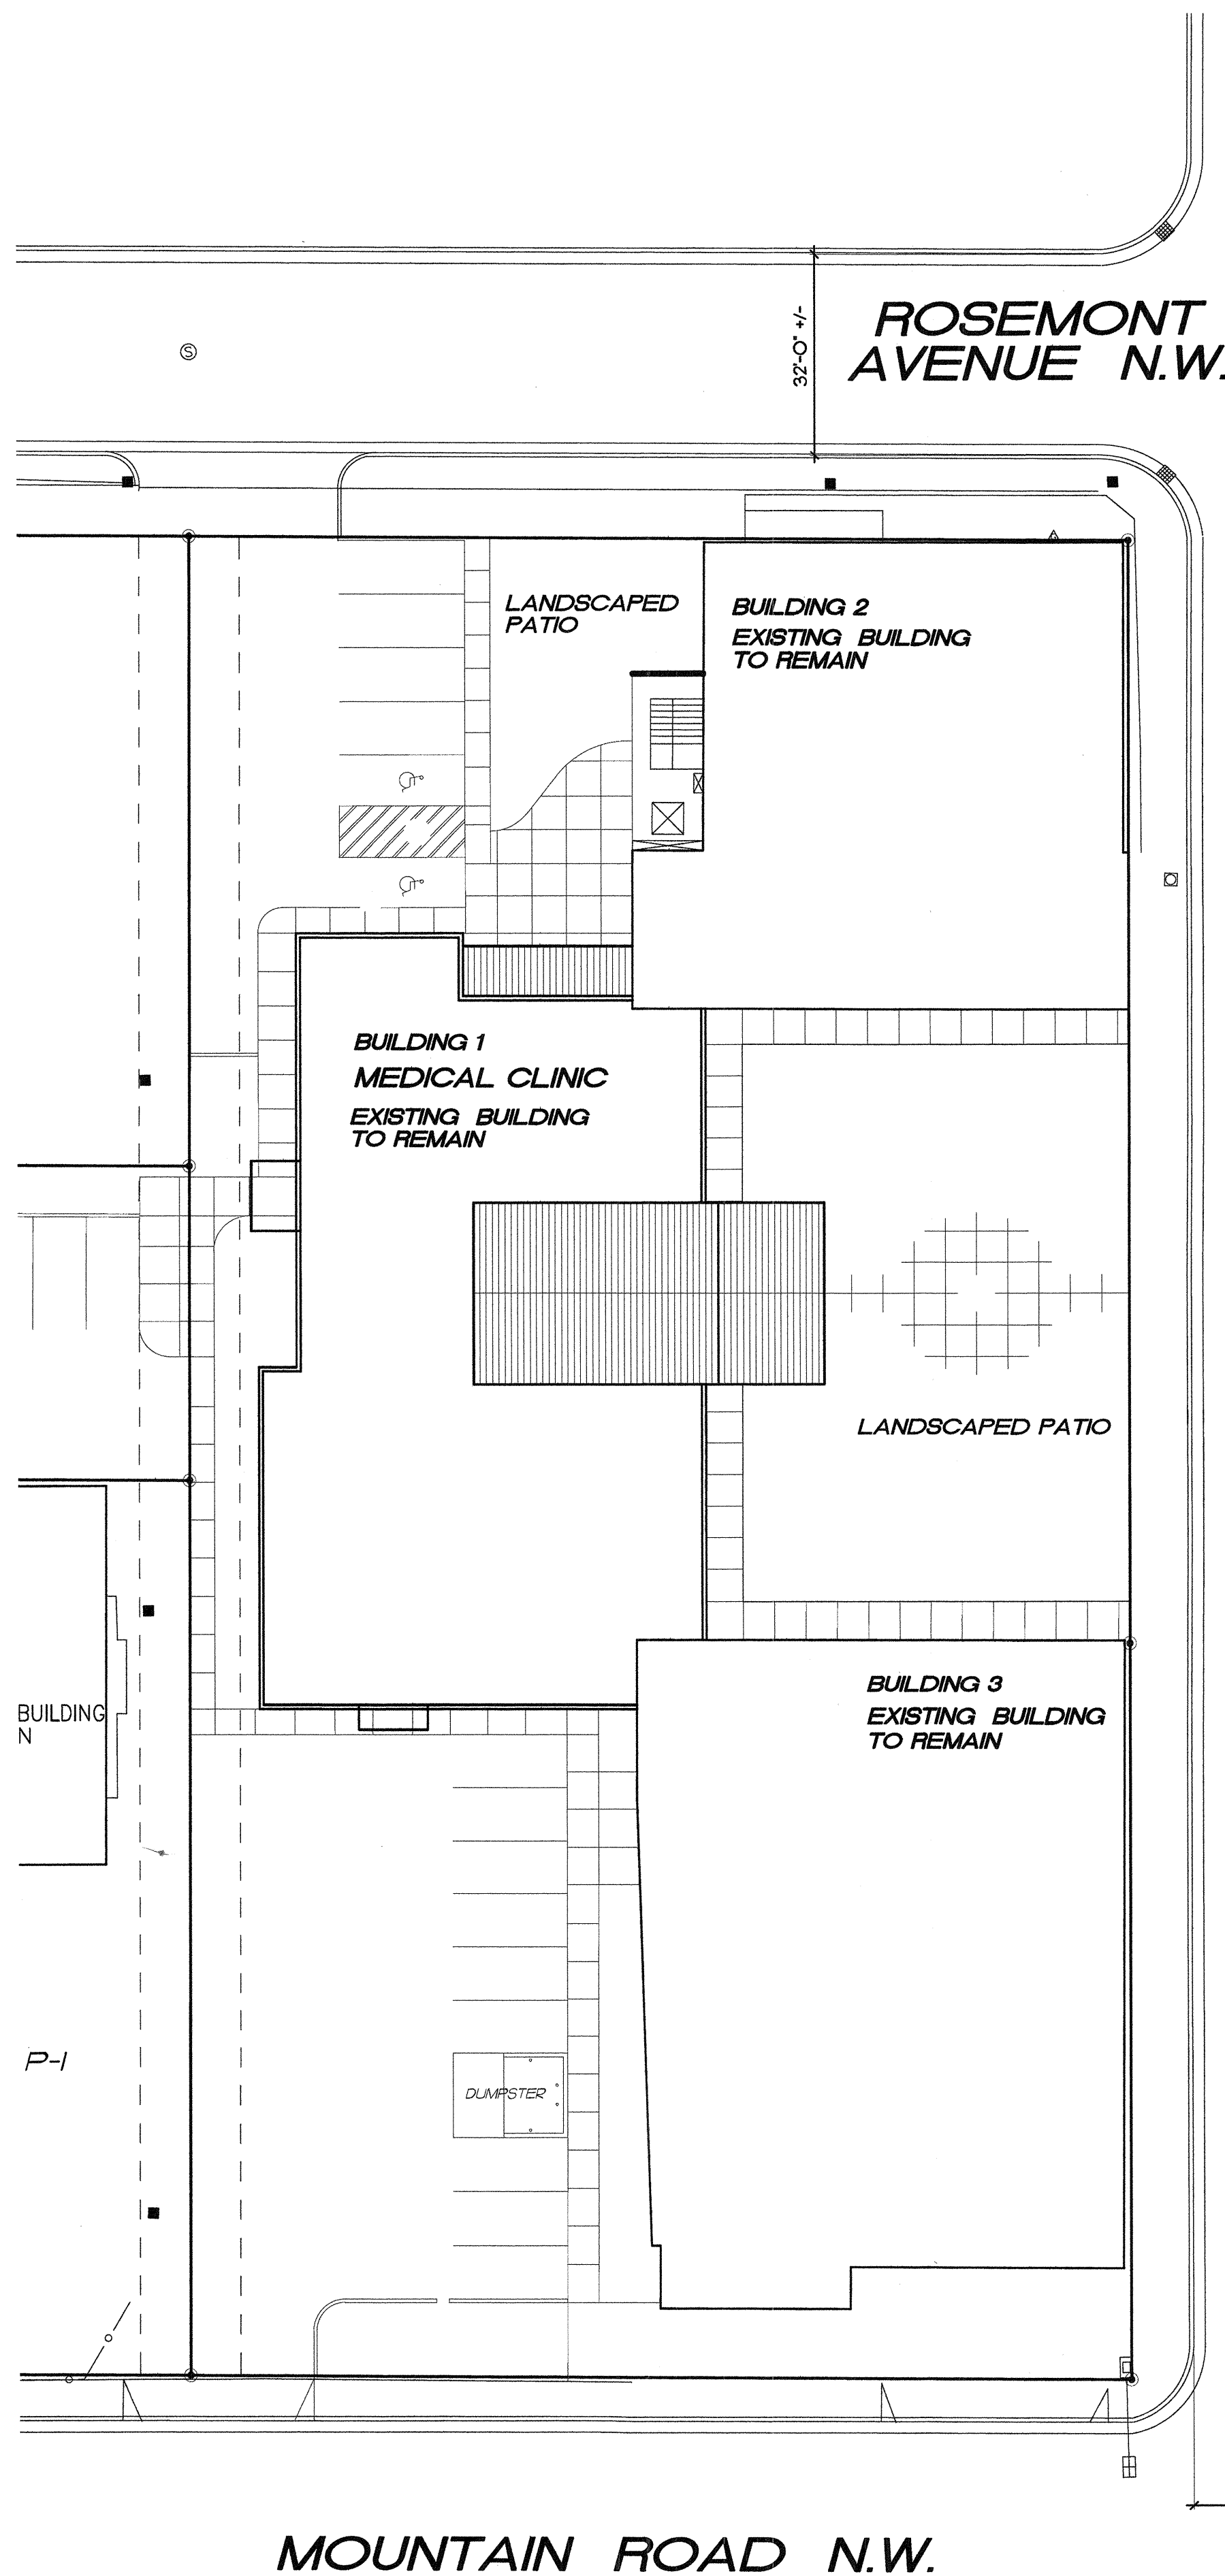 ROSEMONT
AVENUE N.W.
32'-0" +/-
S
LANDSCAPED
PATIO
BUILDING 2
EXISTING BUILDING
TO REMAIN
BUILDING 1
MEDICAL CLINIC
EXISTING BUILDING
TO REMAIN
LANDSCAPED PATIO
BUILDING
N
BUILDING 3
EXISTING BUILDING
TO REMAIN
P-1
DUMPSTER
MOUNTAIN ROAD N.W.